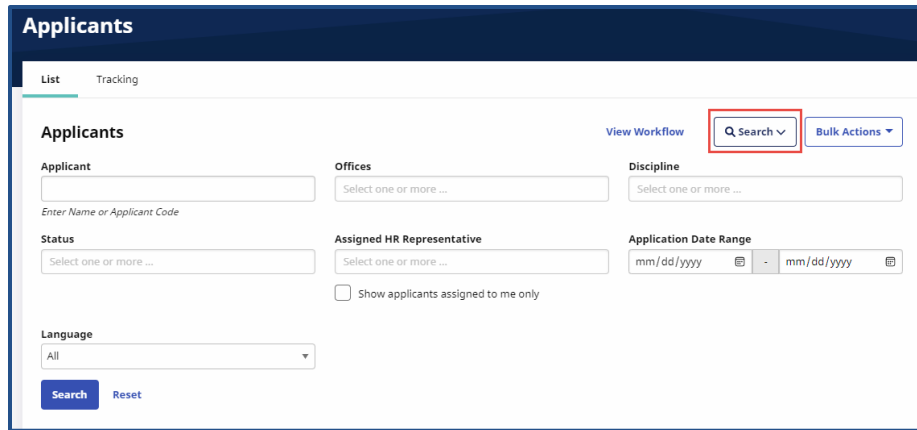 Applicants
List Tracking
Applicants View Workflow Search Bulk Actions
Applicant Offices Discipline
Select one or more ... Select one or more ...
Enter Name or Applicant Code
Status Assigned HR Representative Application Date Range
Select one or more ... Select one or more ... mm/dd/yyyy - mm/dd/yyyy
Show applicants assigned to me only
Language
All
Search Reset